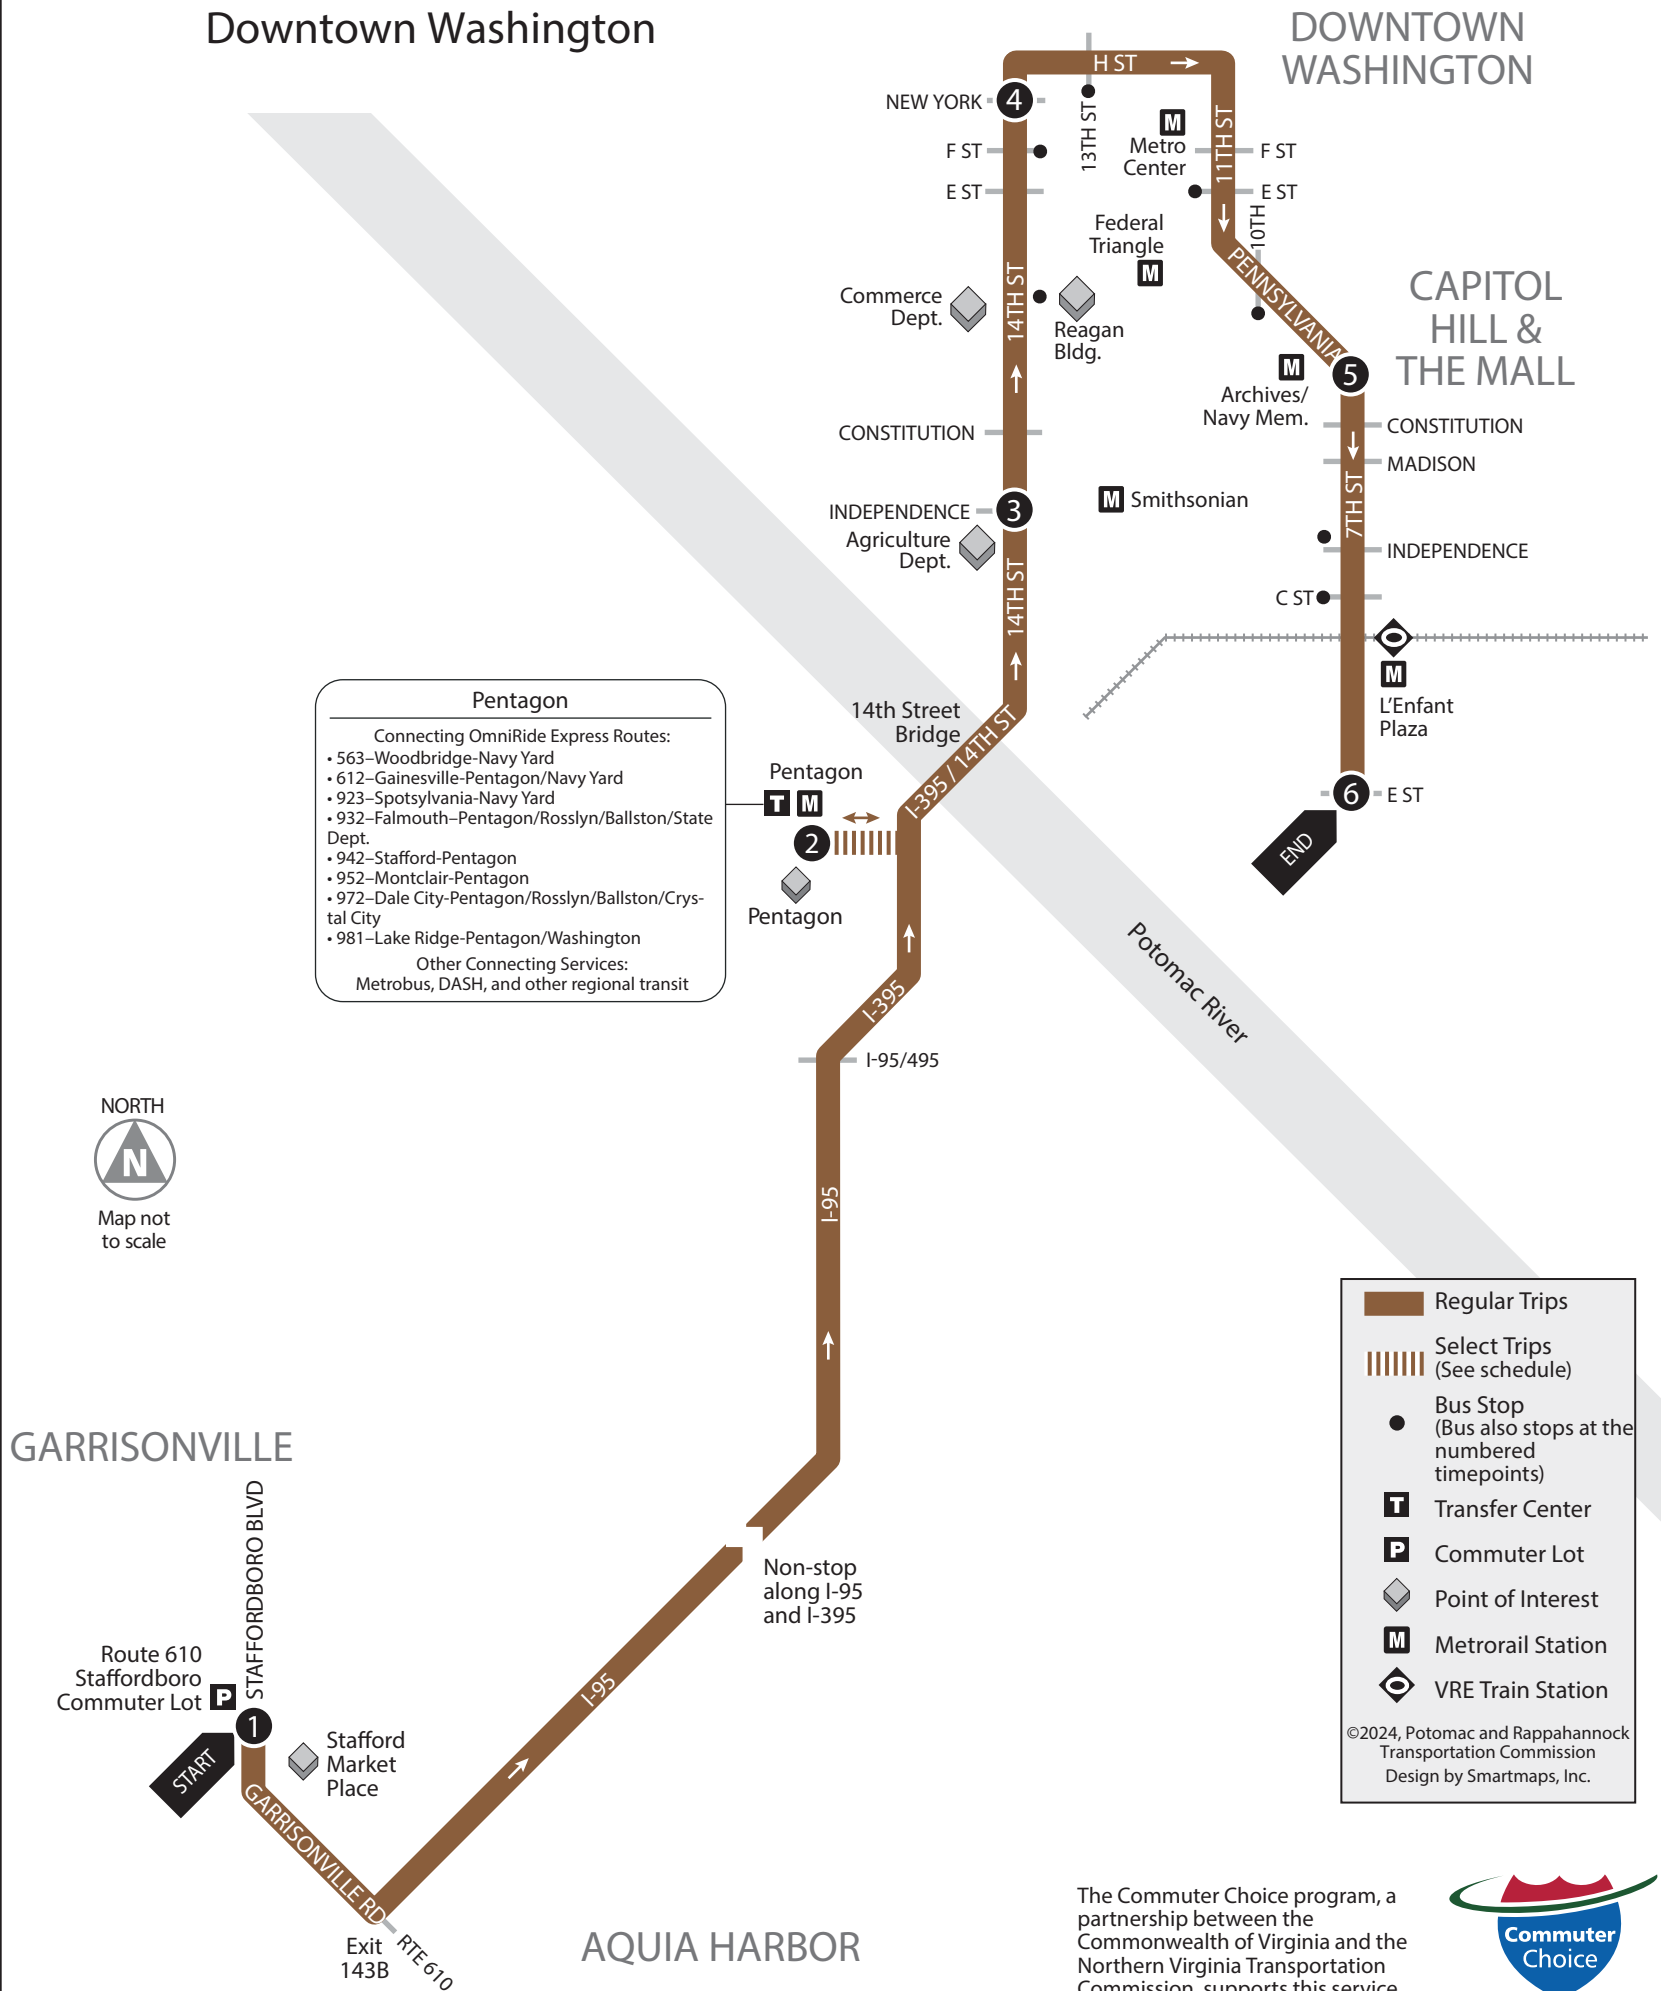 Downtown Washington
DOWNTOWN
WASHINGTON
H ST
NEW YORK
4
13TH ST
11TH ST
M
Metro
Center
F ST
F ST
E ST
E ST
10TH
Federal
Triangle
M
PENNSYLVANIA
14TH ST
Commerce
Dept.
Reagan
Bldg.
CAPITOL
HILL &
THE MALL
M
Archives/
Navy Mem.
5
CONSTITUTION
CONSTITUTION
MADISON
7TH ST
INDEPENDENCE
3
M Smithsonian
Agriculture
Dept.
INDEPENDENCE
14TH ST
C ST
M
L'Enfant
Plaza
14th Street
Bridge
I-395 / 14TH ST
6
E ST
END
Pentagon
Connecting OmniRide Express Routes:
• 563–Woodbridge-Navy Yard
• 612–Gainesville-Pentagon/Navy Yard
• 923–Spotsylvania-Navy Yard
• 932–Falmouth–Pentagon/Rosslyn/Ballston/State
Dept.
• 942–Stafford-Pentagon
• 952–Montclair-Pentagon
• 972–Dale City-Pentagon/Rosslyn/Ballston/Crys-
tal City
• 981–Lake Ridge-Pentagon/Washington
Other Connecting Services:
Metrobus, DASH, and other regional transit
Pentagon
T M
2
Pentagon
Potomac River
I-395
I-95/495
NORTH
N
Map not
to scale
I-95
GARRISONVILLE
STAFFORDBORO BLVD
Non-stop
along I-95
and I-395
Route 610
Staffordboro
Commuter Lot P
1
START
Stafford
Market
Place
I-95
GARRISONVILLE RD
Exit
143B
RTE 610
AQUIA HARBOR
Regular Trips
Select Trips
(See schedule)
Bus Stop
(Bus also stops at the
numbered
timepoints)
T Transfer Center
P Commuter Lot
Point of Interest
M Metrorail Station
VRE Train Station
©2024, Potomac and Rappahannock
Transportation Commission
Design by Smartmaps, Inc.
The Commuter Choice program, a
partnership between the
Commonwealth of Virginia and the
Northern Virginia Transportation
Commission, supports this service.
Commuter
Choice